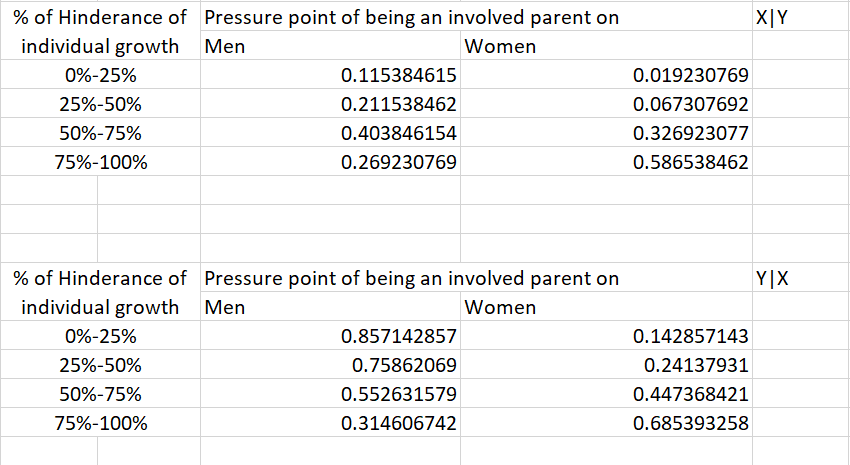 % of Hinderance of Pressure point of being an involved parent on X|Y
individual growth Men Women
0%-25% 0.115384615 0.019230769
25%-50% 0.211538462 0.067307692
50%-75% 0.403846154 0.326923077
75%-100% 0.269230769 0.586538462
% of Hinderance of Pressure point of being an involved parent on Y|X
individual growth Men Women
0%-25% 0.857142857 0.142857143
25%-50% 0.75862069 0.24137931
50%-75% 0.552631579 0.447368421
75%-100% 0.314606742 0.685393258